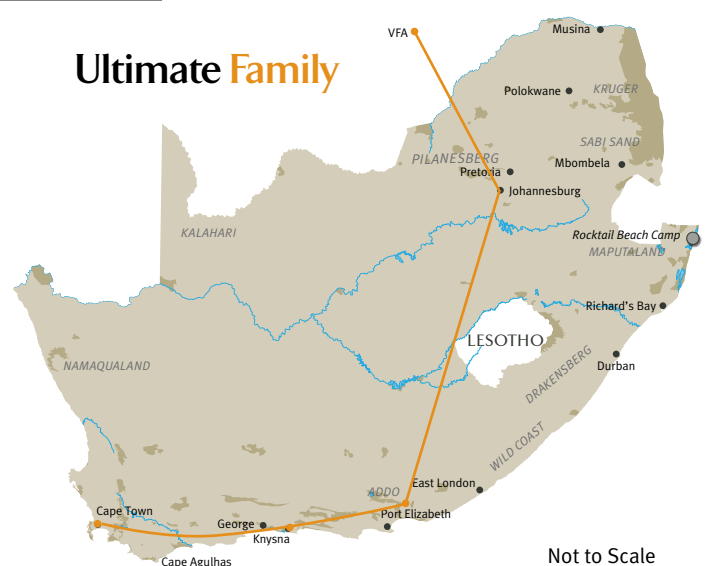 Ultimate Family
VFA
Musina
Polokwane
KRUGER
SABI SAND
PILANESBERG
Pretoria
Mbombela
Johannesburg
KALAHARI
Rocktail Beach Camp
MAPUTALAND
Richard's Bay
LESOTHO
NAMAQUALAND
Durban
DRAKENSBERG
WILD COAST
ADDO
East London
Cape Town
George
Port Elizabeth
Knysna
Cape Agulhas
Not to Scale